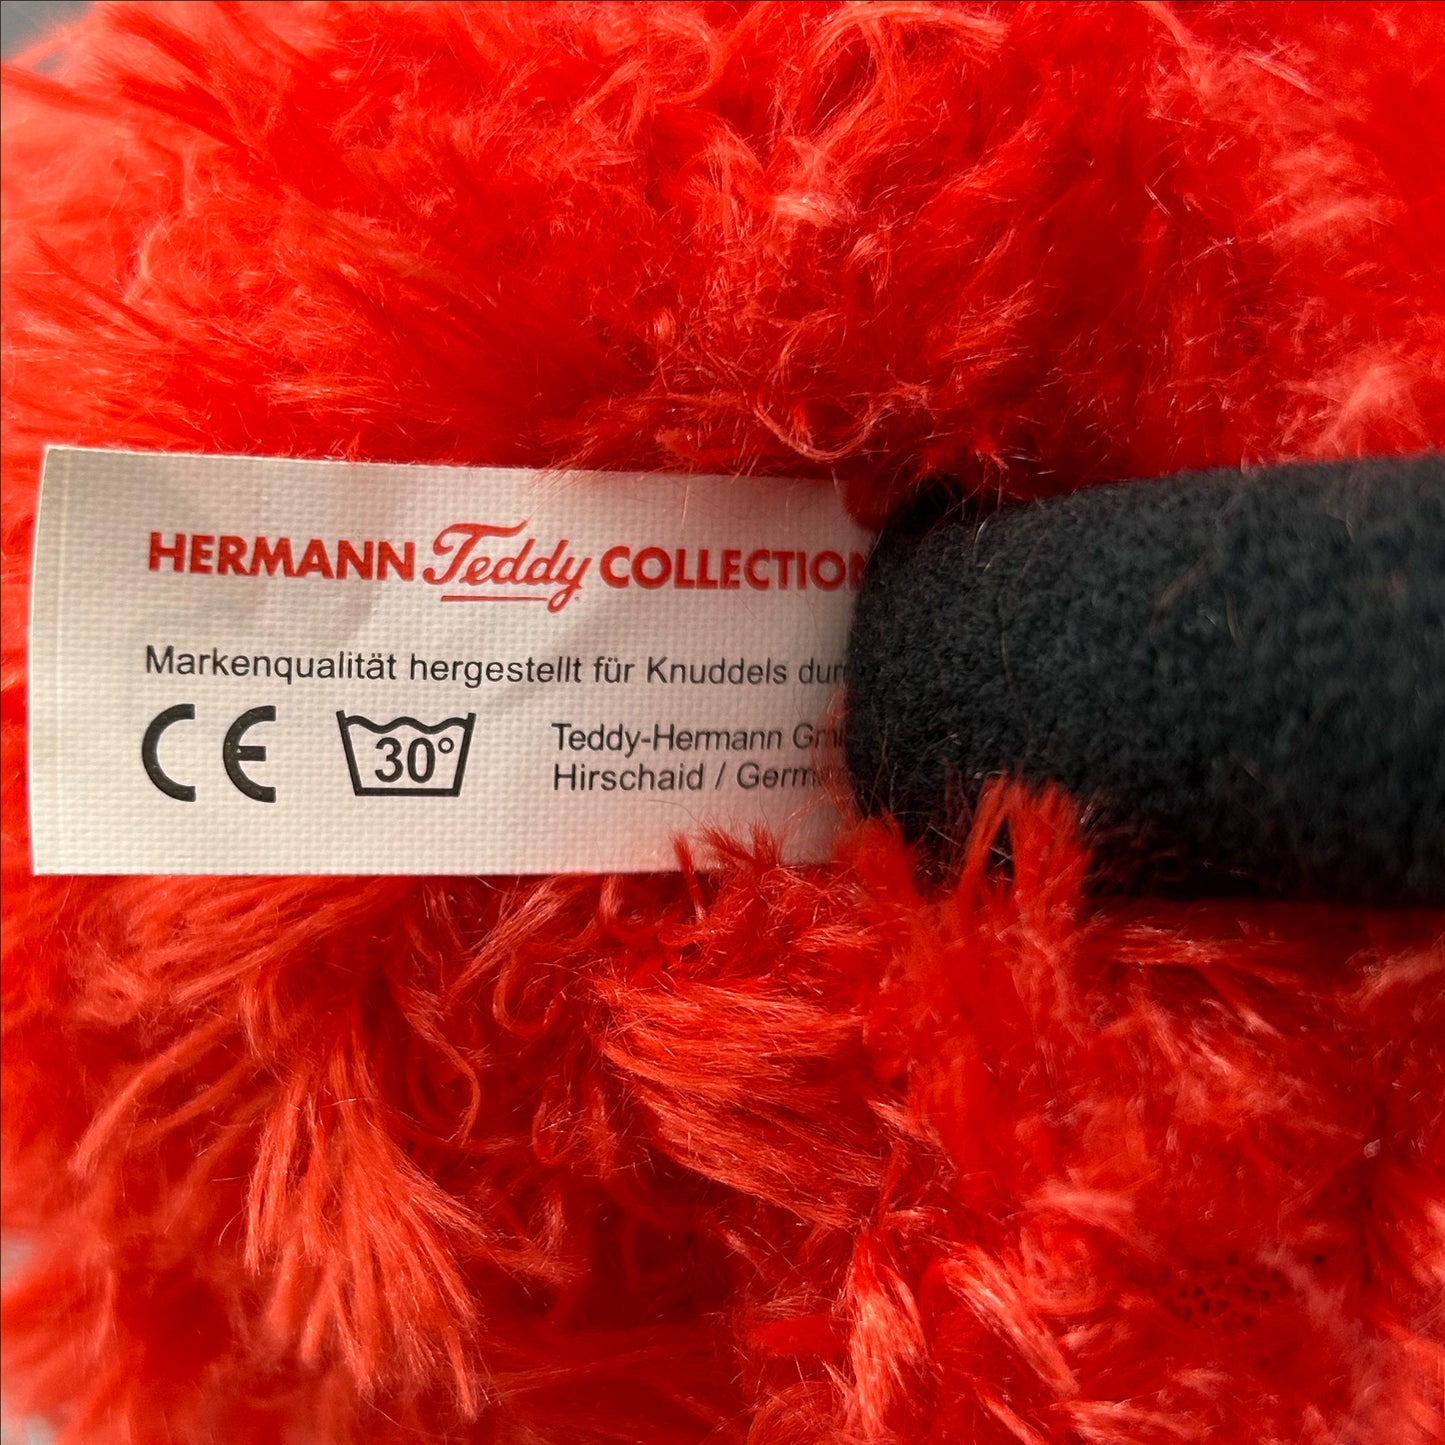 HERMANN Teddy COLLECTION
Markenqualität hergestellt für Knuddels
CE 30°
Teddy-Hermann
Hirschaid /